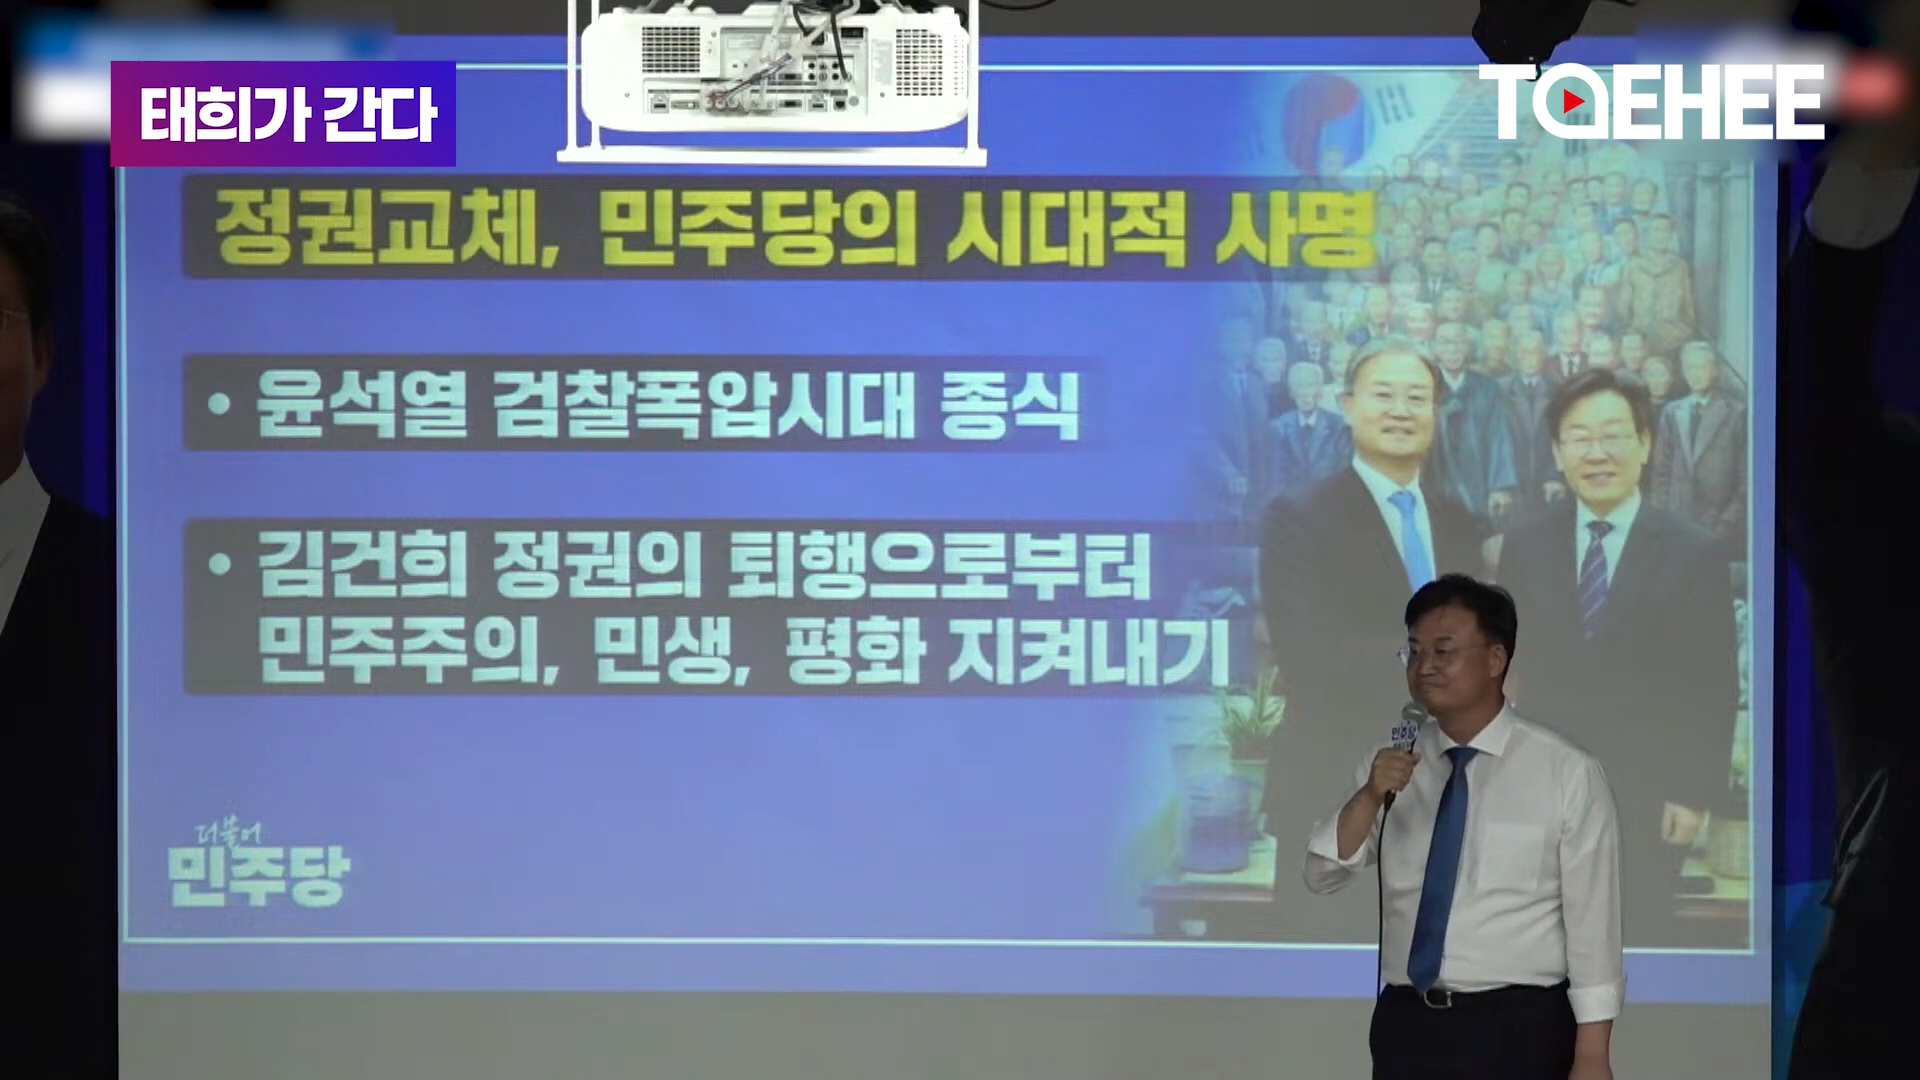 태희가 간다
TAEHEE
정권교체, 민주당의 시대적 사명
• 윤석열 검찰폭압시대 종식
• 김건희 정권의 퇴행으로부터
민주주의, 민생, 평화 지켜내기
더불어
민주당
민주당